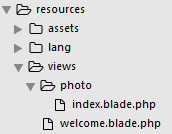 resources
assets
lang
views
photo
index.blade.php
welcome.blade.php